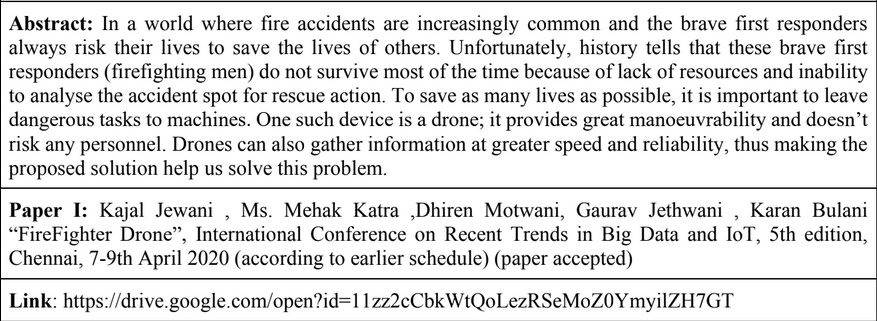 Abstract: In a world where fire accidents are increasingly common and the brave first responders
always risk their lives to save the lives of others. Unfortunately, history tells that these brave first
responders (firefighting men) do not survive most of the time because of lack of resources and inability
to analyse the accident spot for rescue action. To save as many lives as possible, it is important to leave
dangerous tasks to machines. One such device is a drone; it provides great manoeuvrability and doesn’t
risk any personnel. Drones can also gather information at greater speed and reliability, thus making the
proposed solution help us solve this problem.
Paper I: Kajal Jewani , Ms. Mehak Katra ,Dhiren Motwani, Gaurav Jethwani , Karan Bulani
“FireFighter Drone”, International Conference on Recent Trends in Big Data and IoT, 5th edition,
Chennai, 7-9th April 2020 (according to earlier schedule) (paper accepted)
Link: https://drive.google.com/open?id=11zz2cCbkWtQoLezRSeMoZ0YmyilZH7GT